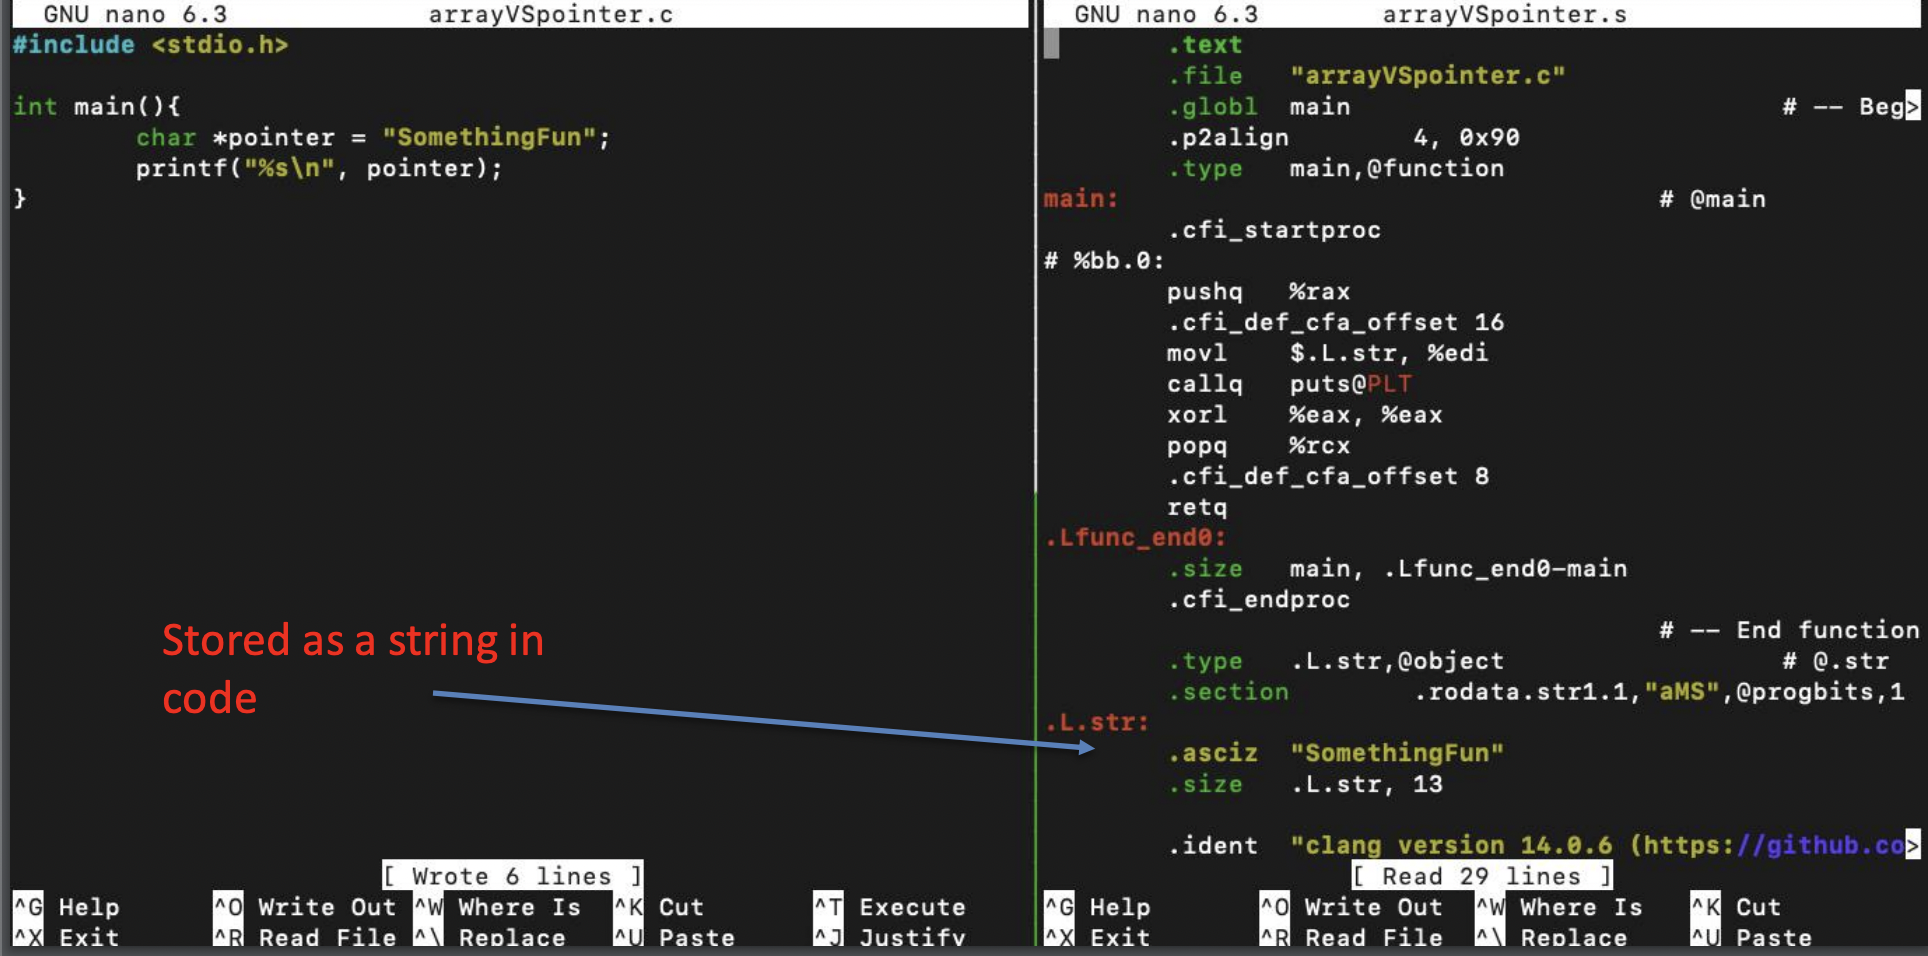 GNU nano 6.3 arrayVSpointer.c
#include <stdio.h>
int main(){
char *pointer = "SomethingFun";
printf("%s\n", pointer);
}
Stored as a string in
code
[ Wrote 6 lines ]
^G Help ^O Write Out ^W Where Is ^K Cut ^T Execute
^X Exit ^R Read File ^\ Replace ^U Paste ^J Justify
GNU nano 6.3 arrayVSpointer.s
.text
.file "arrayVSpointer.c"
.globl main # -- Beg>
.p2align 4, 0x90
.type main,@function
main: # @main
.cfi_startproc
# %bb.0:
pushq %rax
.cfi_def_cfa_offset 16
movl $.L.str, %edi
callq puts@PLT
xorl %eax, %eax
popq %rcx
.cfi_def_cfa_offset 8
retq
.Lfunc_end0:
.size main, .Lfunc_end0-main
.cfi_endproc
# -- End function
.type .L.str,@object # @.str
.section .rodata.str1.1,"aMS",@progbits,1
.L.str:
.asciz "SomethingFun"
.size .L.str, 13
.ident "clang version 14.0.6 (https://github.co>
[ Read 29 lines ]
^G Help ^O Write Out ^W Where Is ^K Cut
^X Exit ^R Read File ^\ Replace ^U Paste